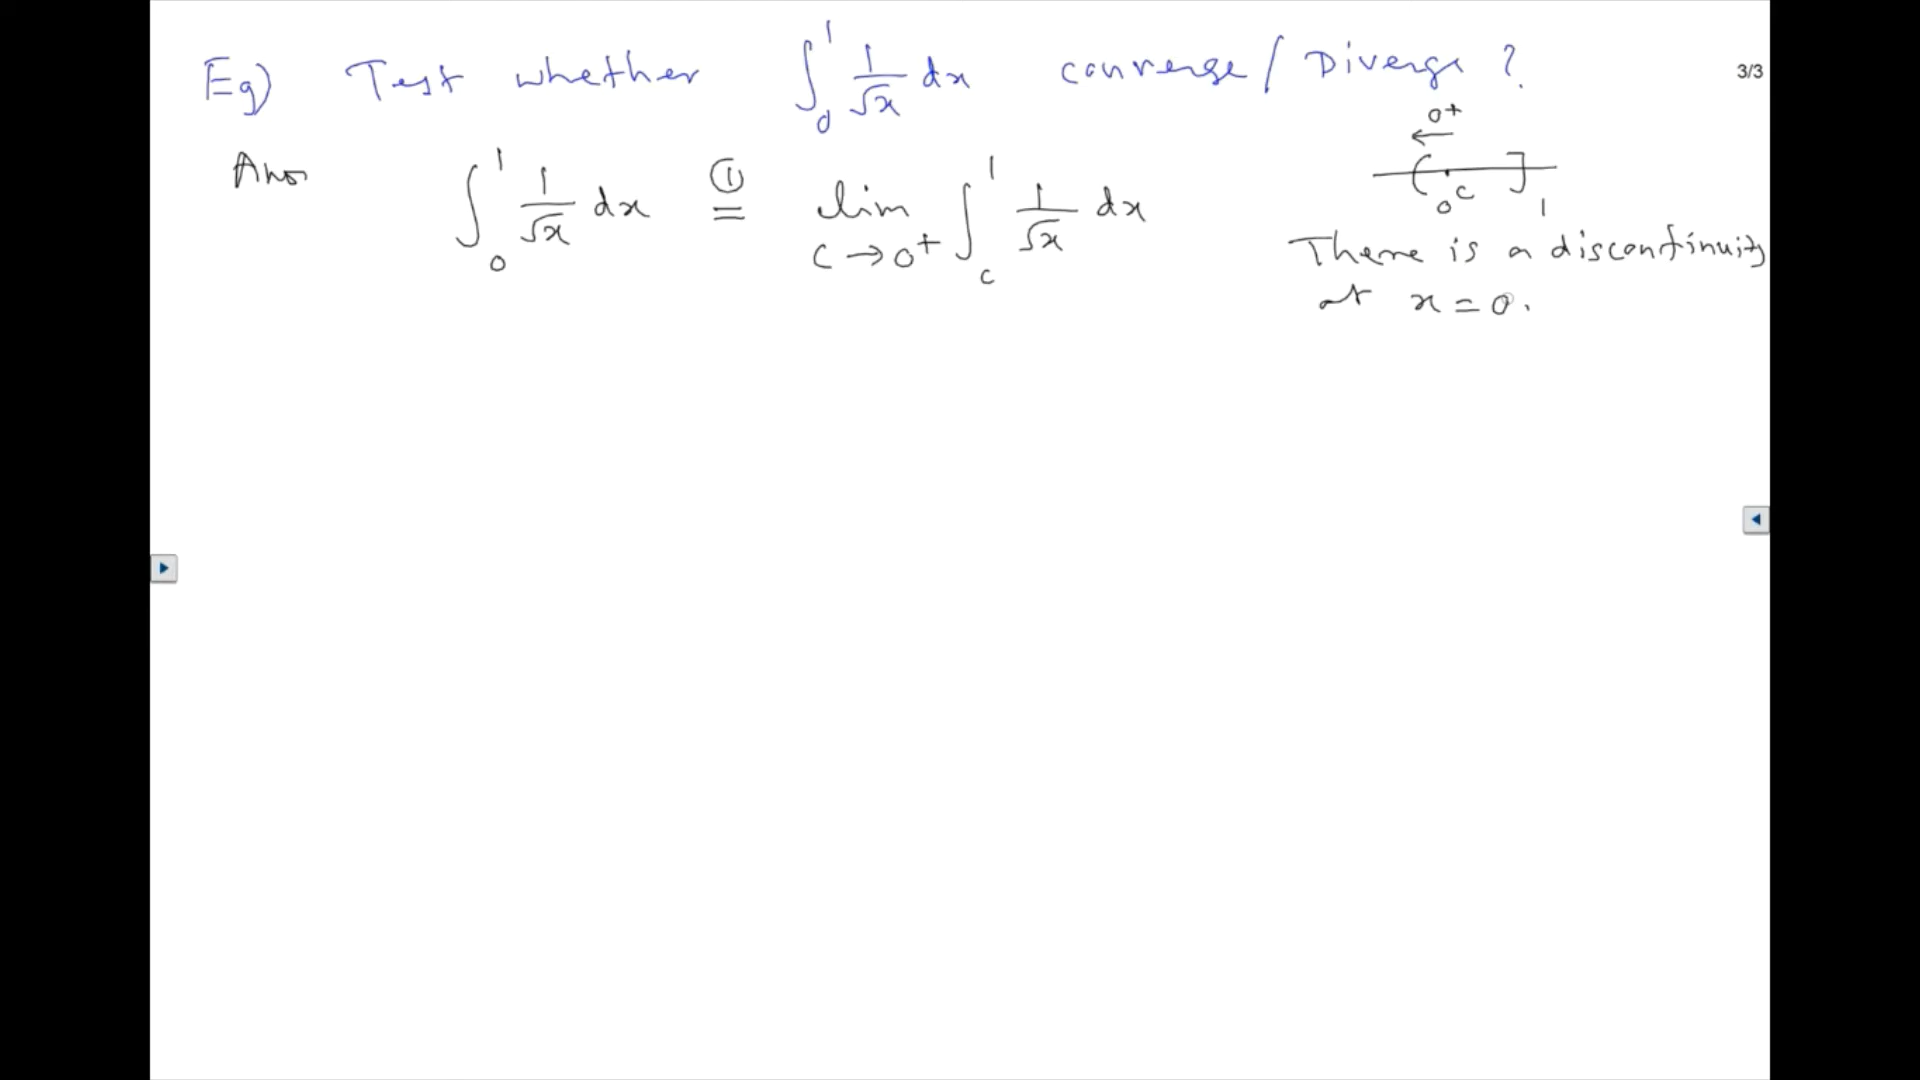 Eg) Test whether ∫₀¹ 1/√x dx converge / Diverge ?
3/3
Ans ∫₀¹ 1/√x dx ①= lim c→0+ ∫_c¹ 1/√x dx
0+
0 c 1
There is a discontinuity
at x = 0.